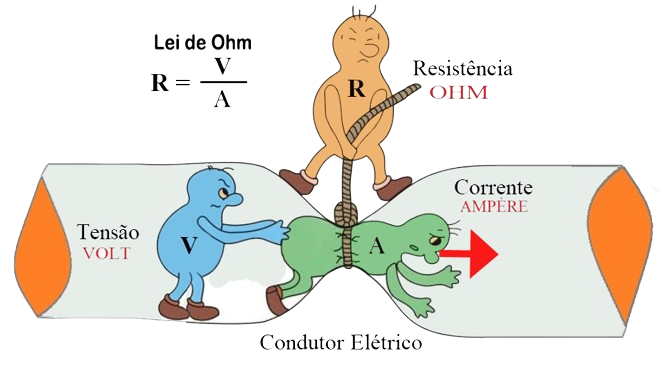 Lei de Ohm
R = V
A
R
Resistência
OHM
Corrente
AMPÈRE
Tensão
VOLT
V
A
Condutor Elétrico